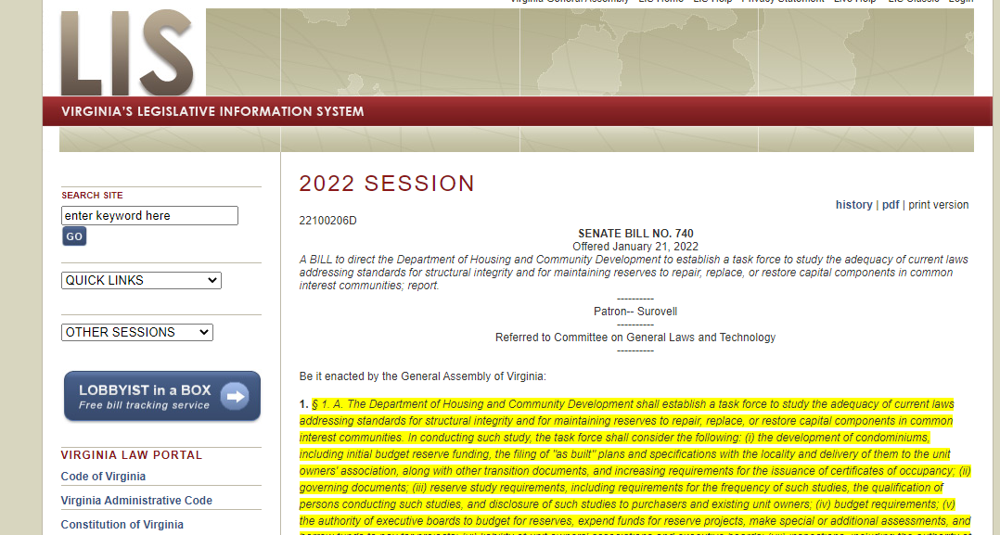 Virginia General Assembly LIS Home LIS Help Privacy Statement Live Help LIS Classic Login
LIS
VIRGINIA'S LEGISLATIVE INFORMATION SYSTEM
SEARCH SITE
enter keyword here
GO
QUICK LINKS
OTHER SESSIONS
LOBBYIST in a BOX
Free bill tracking service
VIRGINIA LAW PORTAL
Code of Virginia
Virginia Administrative Code
Constitution of Virginia
2022 SESSION
history | pdf | print version
22100206D
SENATE BILL NO. 740
Offered January 21, 2022
A BILL to direct the Department of Housing and Community Development to establish a task force to study the adequacy of current laws
addressing standards for structural integrity and for maintaining reserves to repair, replace, or restore capital components in common
interest communities; report.
----------
Patron-- Surovell
----------
Referred to Committee on General Laws and Technology
----------
Be it enacted by the General Assembly of Virginia:
1. § 1. A. The Department of Housing and Community Development shall establish a task force to study the adequacy of current laws
addressing standards for structural integrity and for maintaining reserves to repair, replace, or restore capital components in common
interest communities. In conducting such study, the task force shall consider the following: (i) the development of condominiums,
including initial budget reserve funding, the filing of "as built" plans and specifications with the locality and delivery of them to the unit
owners' association, along with other transition documents, and increasing requirements for the issuance of certificates of occupancy; (ii)
governing documents; (iii) reserve study requirements, including requirements for the frequency of such studies, the qualification of
persons conducting such studies, and disclosure of such studies to purchasers and existing unit owners; (iv) budget requirements; (v)
the authority of executive boards to budget for reserves, expend funds for reserve projects, make special or additional assessments, and